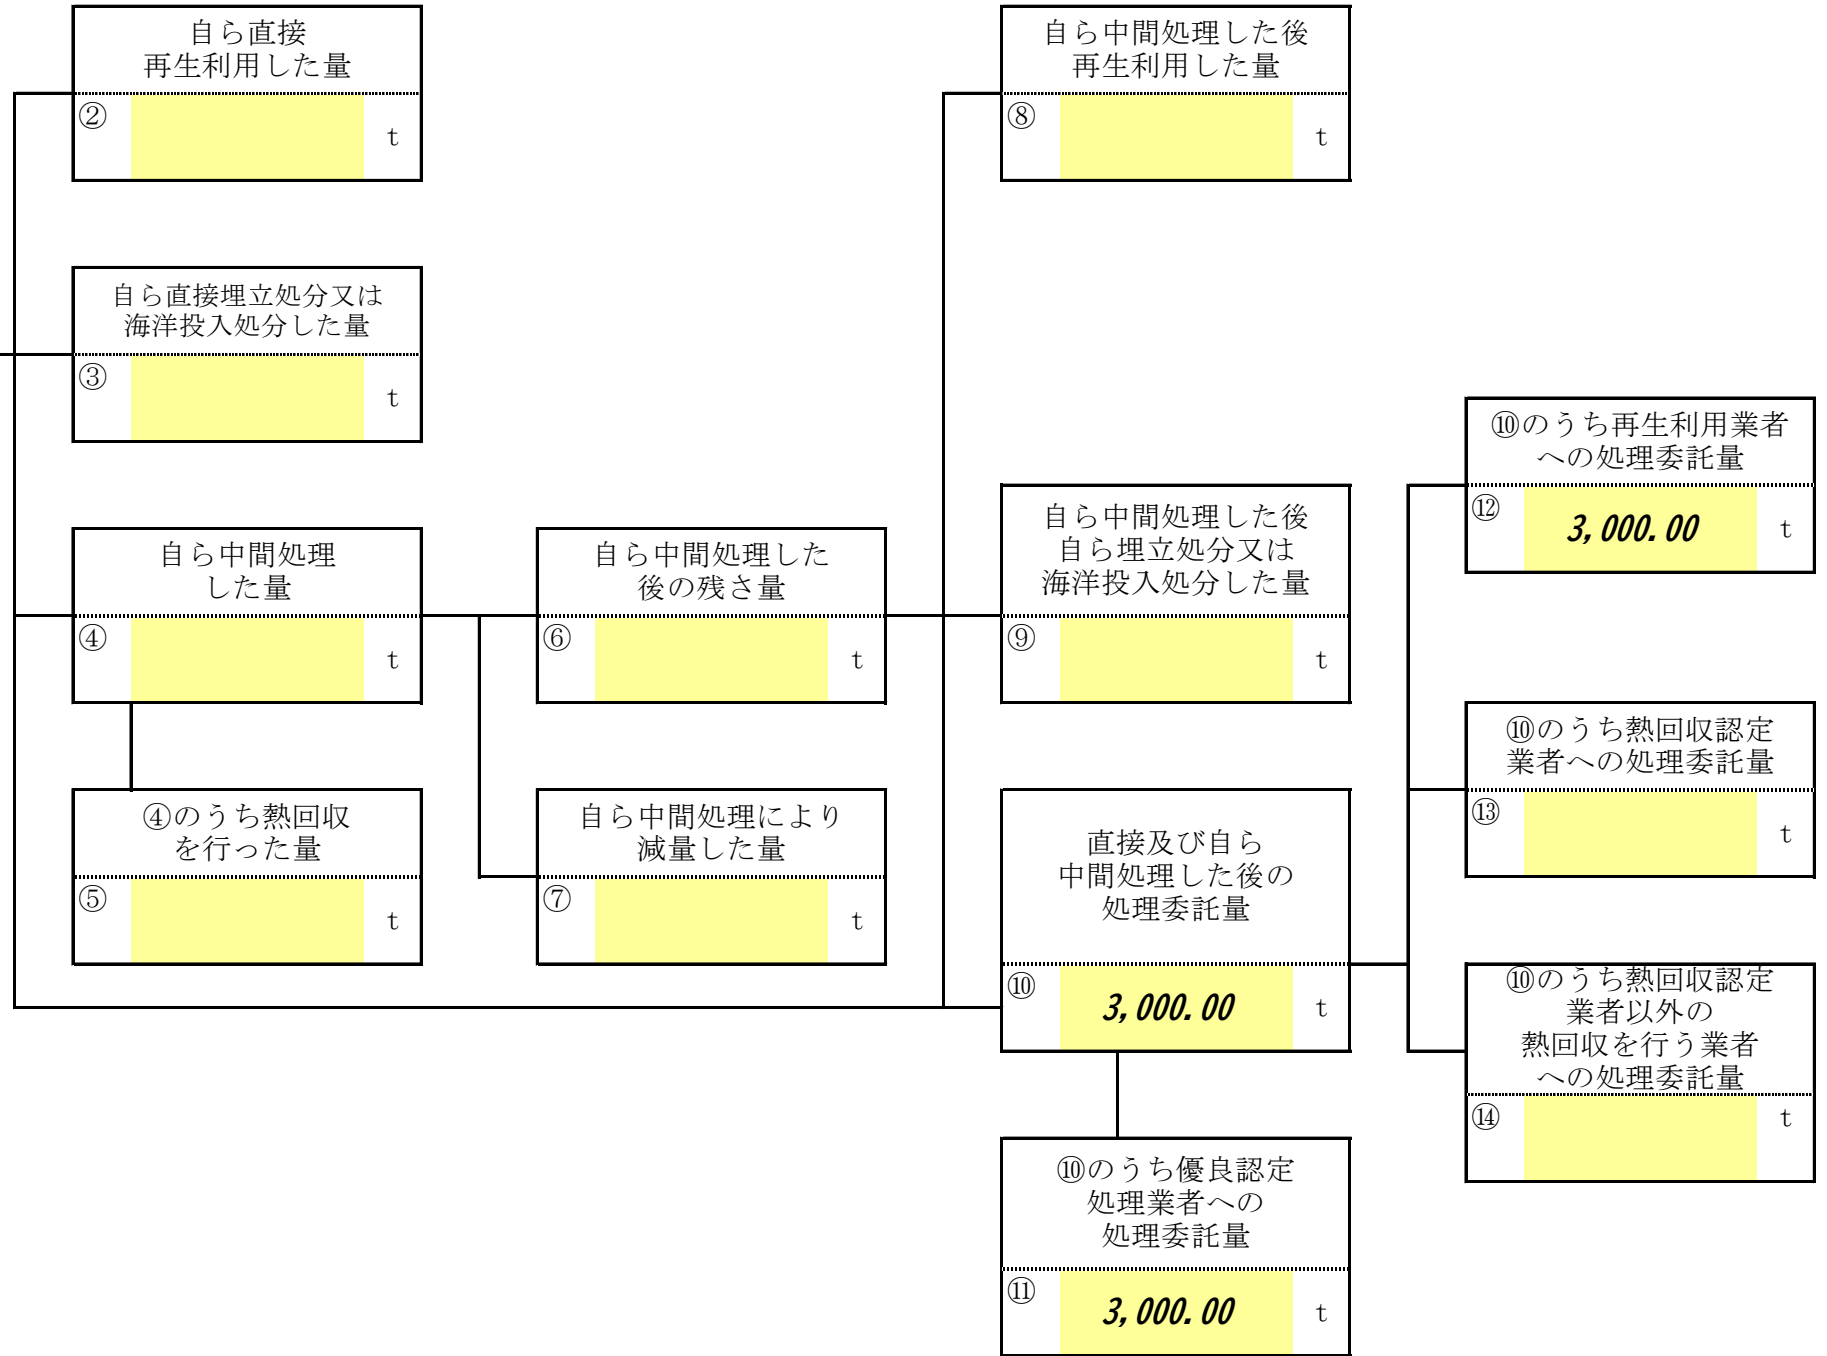 自ら直接
再生利用した量
②
t
自ら中間処理した後
再生利用した量
⑧
t
自ら直接埋立処分又は
海洋投入処分した量
③
t
⑩のうち再生利用業者
への処理委託量
⑫
3,000.00
t
自ら中間処理
した量
④
t
自ら中間処理した
後の残さ量
⑥
t
自ら中間処理した後
自ら埋立処分又は
海洋投入処分した量
⑨
t
⑩のうち熱回収認定
業者への処理委託量
⑬
t
④のうち熱回収
を行った量
⑤
t
自ら中間処理により
減量した量
⑦
t
直接及び自ら
中間処理した後の
処理委託量
⑩
3,000.00
t
⑩のうち熱回収認定
業者以外の
熱回収を行う業者
への処理委託量
⑭
t
⑩のうち優良認定
処理業者への
処理委託量
⑪
3,000.00
t